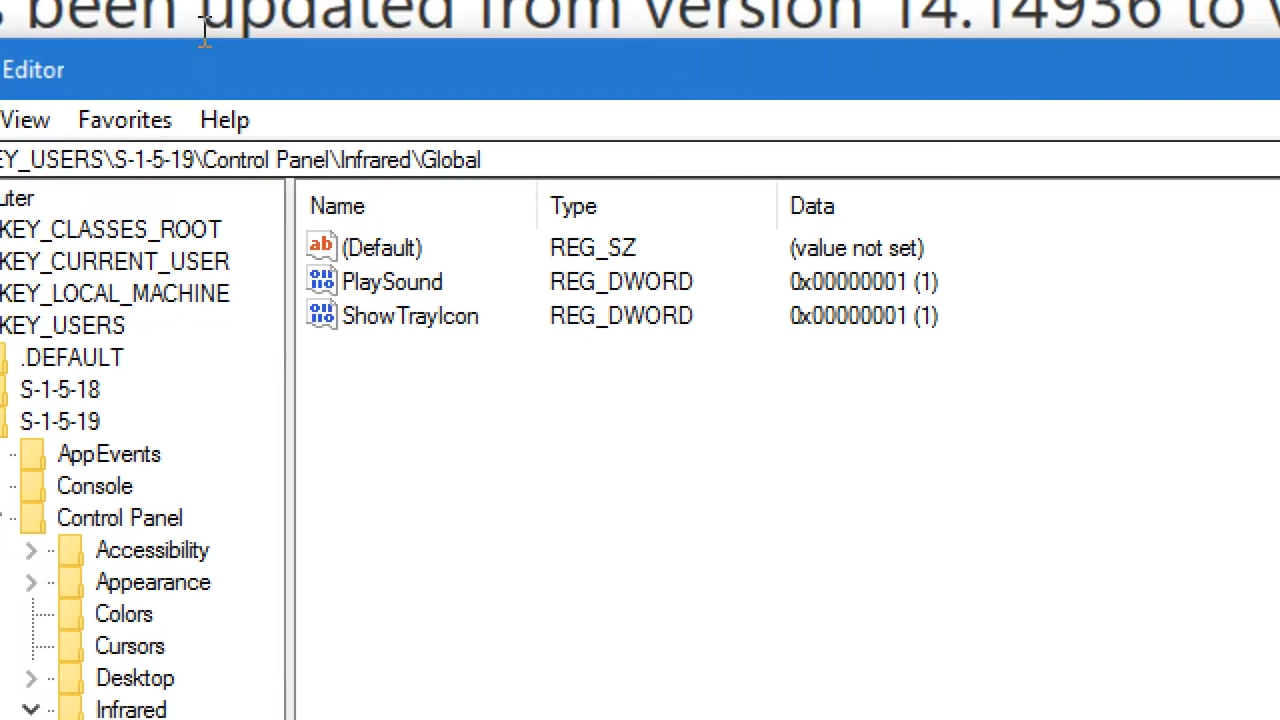 been updated from version 14.14936 to
Editor
View Favorites Help
EY_USERS\S-1-5-19\Control Panel\Infrared\Global
uter
KEY_CLASSES_ROOT
KEY_CURRENT_USER
KEY_LOCAL_MACHINE
KEY_USERS
.DEFAULT
S-1-5-18
S-1-5-19
AppEvents
Console
Control Panel
Accessibility
Appearance
Colors
Cursors
Desktop
Infrared
Name Type Data
(Default) REG_SZ (value not set)
PlaySound REG_DWORD 0x00000001 (1)
ShowTrayIcon REG_DWORD 0x00000001 (1)